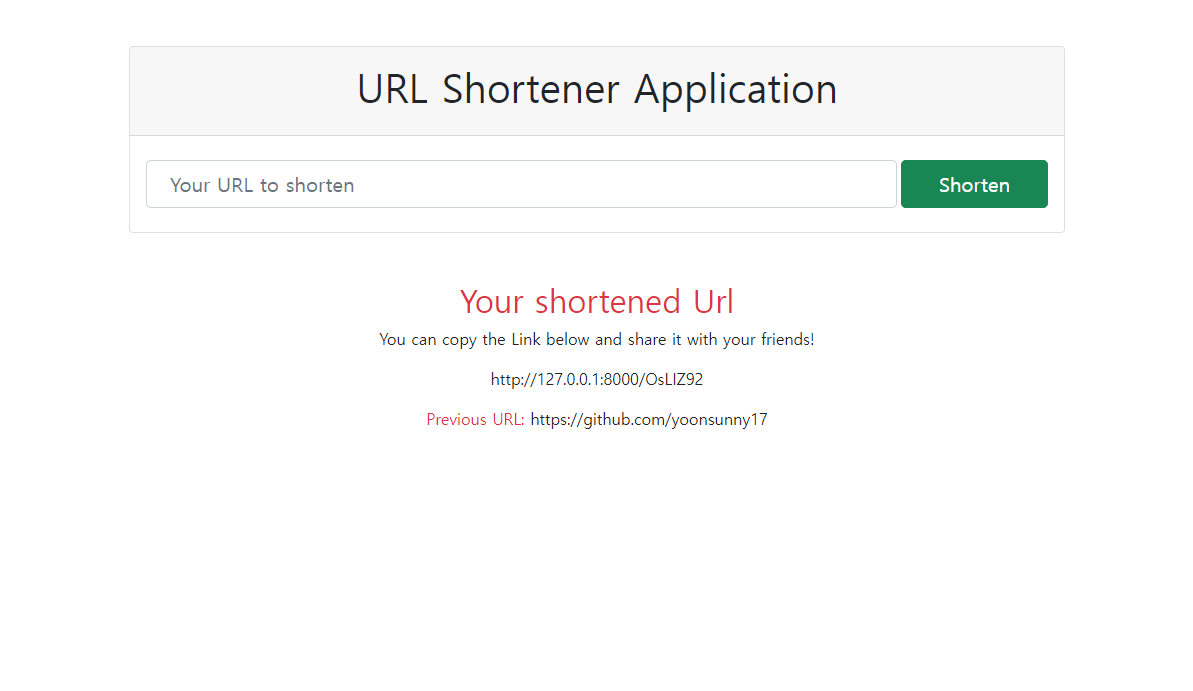 URL Shortener Application
Your URL to shorten
Shorten
Your shortened Url
You can copy the Link below and share it with your friends!
http://127.0.0.1:8000/OsLIZ92
Previous URL: https://github.com/yoonsunny17